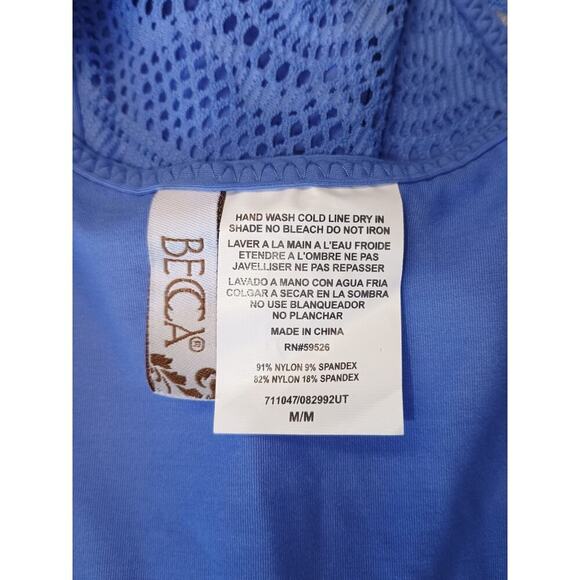 BECCA®
HAND WASH COLD LINE DRY IN
SHADE NO BLEACH DO NOT IRON
LAVER A LA MAIN A L'EAU FROIDE
ETENDRE A L'OMBRE NE PAS
JAVELLISER NE PAS REPASSER
LAVADO A MANO CON AGUA FRIA
COLGAR A SECAR EN LA SOMBRA
NO USE BLANQUEADOR
NO PLANCHAR
MADE IN CHINA
RN#59526
91% NYLON 9% SPANDEX
82% NYLON 18% SPANDEX
711047/082992UT
M/M